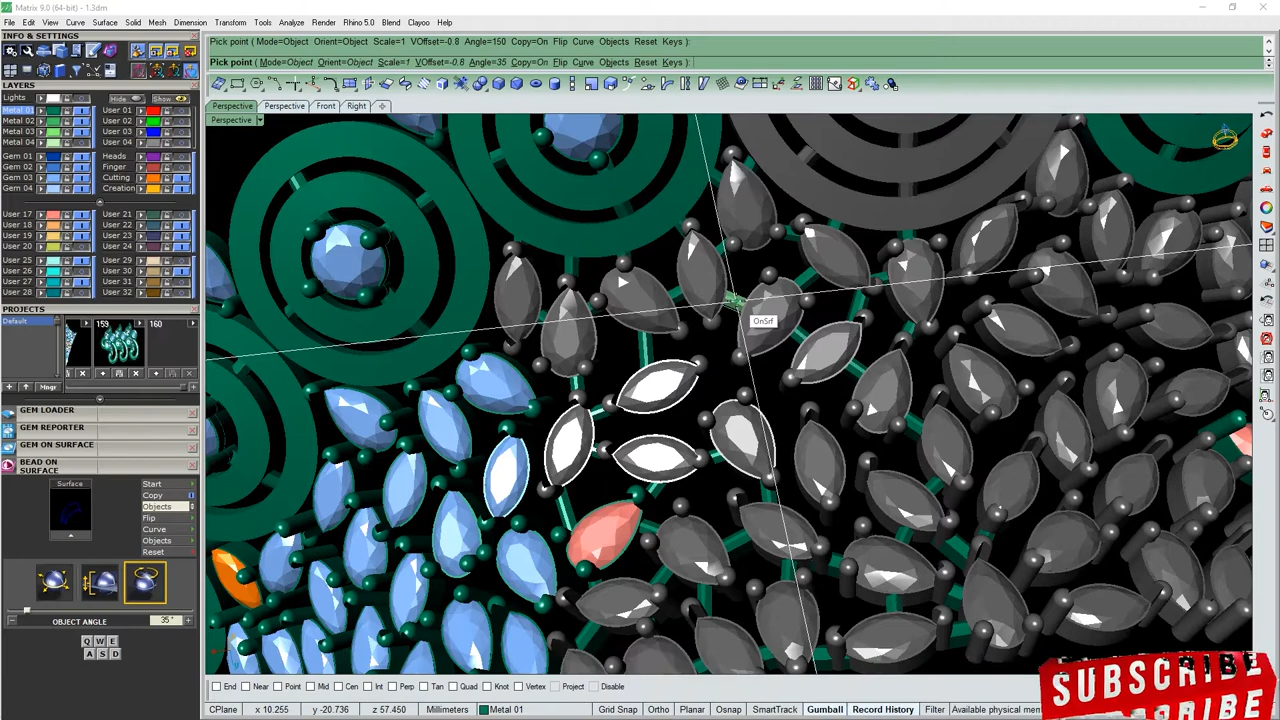 Matrix 9.0 (64-bit) - 1.3dm
File Edit View Curve Surface Solid Mesh Dimension Transform Tools Analyze Render Rhino 5.0 Blend Clayoo Help
INFO & SETTINGS
Pick point ( Mode=Object Orient=Object Scale=1 VOffset=-0.8 Angle=150 Copy=On Flip Curve Objects Reset Keys ):
Pick point ( Mode=Object Orient=Object Scale=1 VOffset=-0.8 Angle=35 Copy=On Flip Curve Objects Reset Keys ):
LAYERS
Lights Hide Show
Metal 01 User 01
Metal 02 User 02
Metal 03 User 03
Metal 04 User 04
Gem 01 Heads
Gem 02 Finger
Gem 03 Cutting
Gem 04 Creation
User 17 User 21
User 18 User 22
User 19 User 23
User 20 User 24
User 25 User 29
User 26 User 30
User 27 User 31
User 28 User 32
Perspective Perspective Front Right
Perspective
PROJECTS
Default 159 160
Mngr
GEM LOADER
GEM REPORTER
GEM ON SURFACE
BEAD ON
SURFACE
Surface
Start
Copy
Objects
Flip
Curve
Objects
Reset
OBJECT ANGLE 35°
Q W E
A S D
OnSrf
End Near Point Mid Cen Int Perp Tan Quad Knot Vertex Project Disable
CPlane x 10.255 y -20.736 z 57.450 Millimeters Metal 01 Grid Snap Ortho Planar Osnap SmartTrack Gumball Record History Filter Available physical mem
SUBSCRIBE